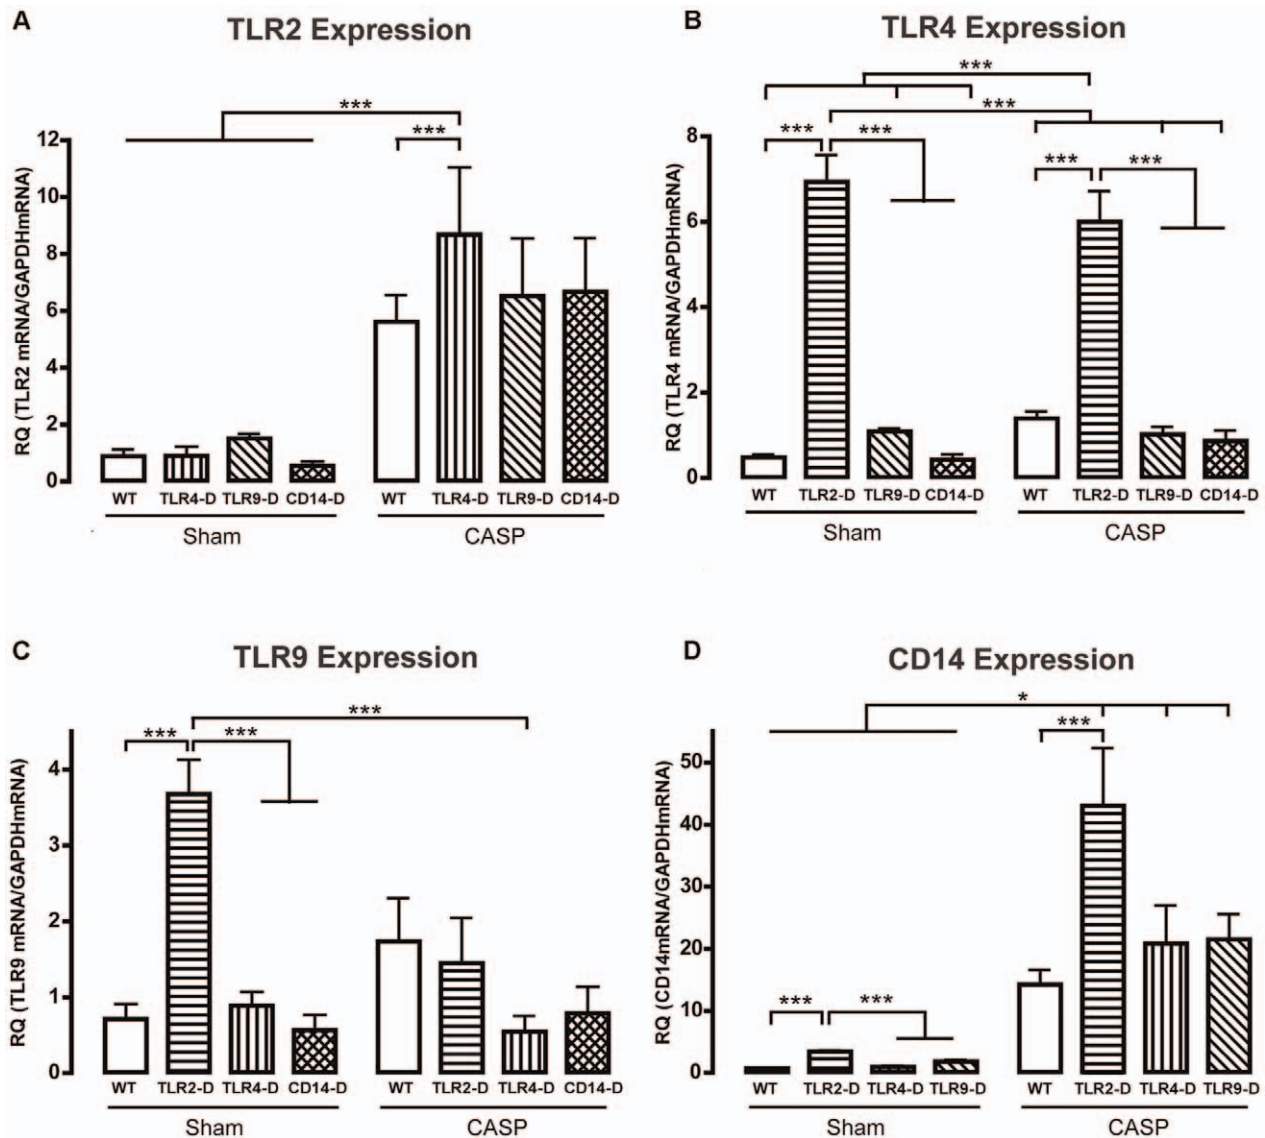 A
TLR2 Expression
RQ (TLR2 mRNA/GAPDHmRNA)
12
10
8
6
4
2
0
***
***
WT TLR4-D TLR9-D CD14-D WT TLR4-D TLR9-D CD14-D
Sham CASP
B
TLR4 Expression
RQ (TLR4 mRNA/GAPDHmRNA)
8
6
4
2
0
***
***
*** ***
*** ***
WT TLR2-D TLR9-D CD14-D WT TLR2-D TLR9-D CD14-D
Sham CASP
C
TLR9 Expression
RQ (TLR9 mRNA/GAPDHmRNA)
4
3
2
1
0
***
*** ***
WT TLR2-D TLR4-D CD14-D WT TLR2-D TLR4-D CD14-D
Sham CASP
D
CD14 Expression
RQ (CD14mRNA/GAPDHmRNA)
50
40
30
20
10
0
*
***
*** ***
WT TLR2-D TLR4-D TLR9-D WT TLR2-D TLR4-D TLR9-D
Sham CASP